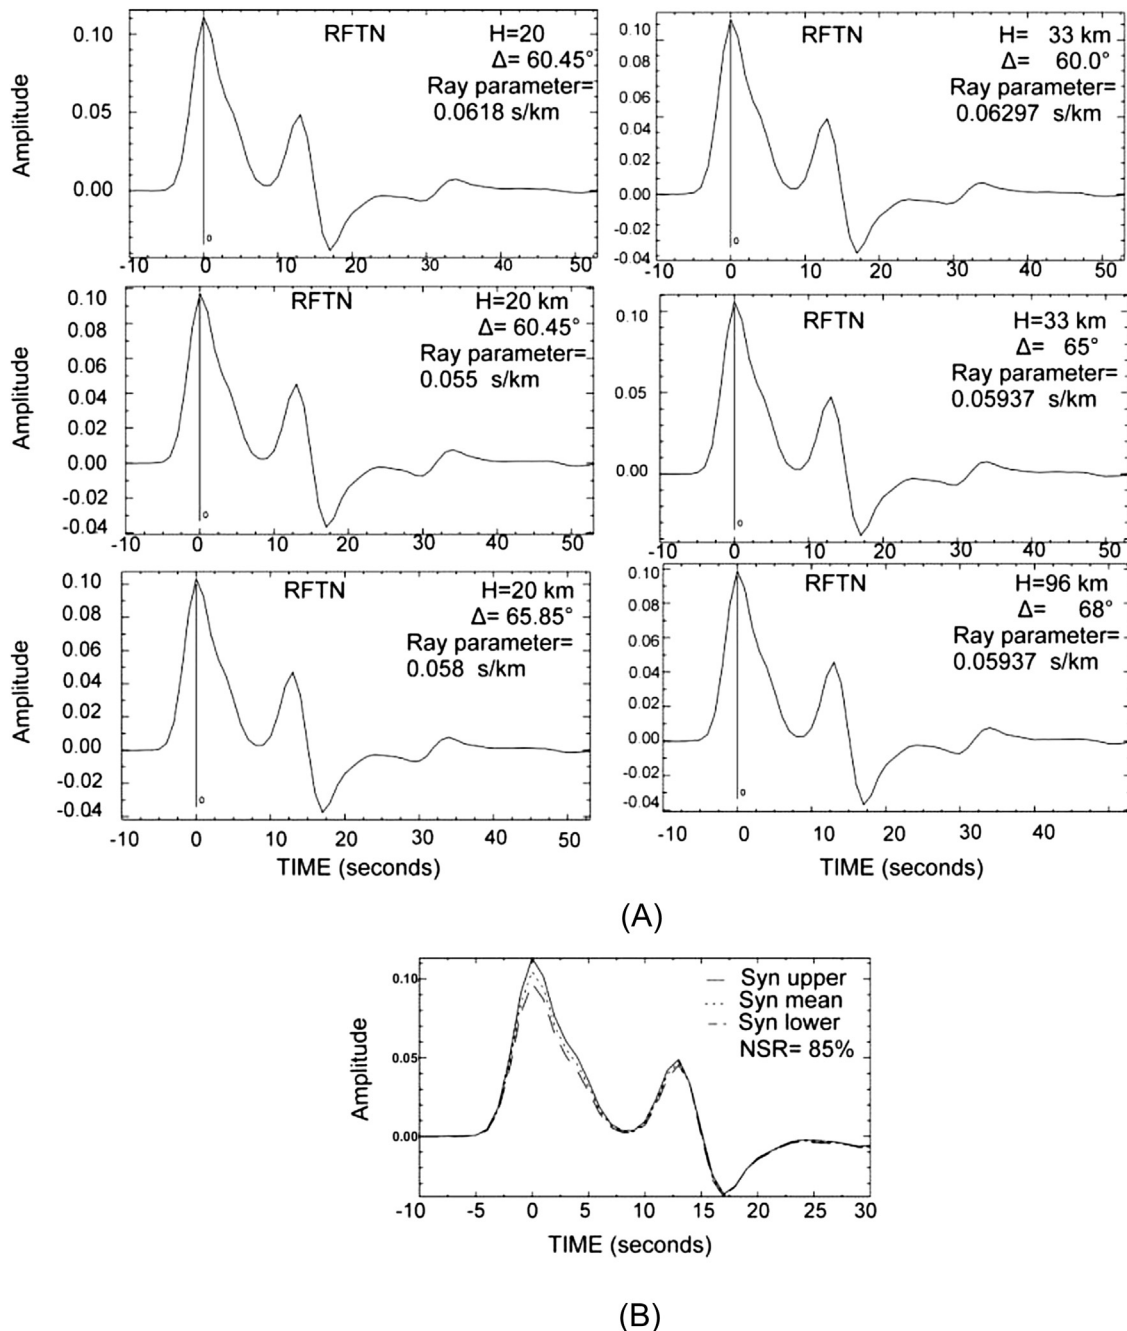 RFTN
H=20
Δ= 60.45°
Ray parameter=
0.0618 s/km
Amplitude
0.10
0.05
0.00
o
-10 0 10 20 30 40 50
RFTN
H= 33 km
Δ= 60.0°
Ray parameter=
0.06297 s/km
0.10
0.08
0.06
0.04
0.02
0.00
-0.02
-0.04
o
-10 0 10 20 30 40 50
RFTN
H=20 km
Δ= 60.45°
Ray parameter=
0.055 s/km
Amplitude
0.10
0.08
0.06
0.04
0.02
0.00
-0.02
-0.04
o
-10 0 10 20 30 40 50
RFTN
H=33 km
Δ= 65°
Ray parameter=
0.05937 s/km
0.10
0.05
0.00
o
-10 0 10 20 30 40 50
RFTN
H=20 km
Δ= 65.85°
Ray parameter=
0.058 s/km
Amplitude
0.10
0.08
0.06
0.04
0.02
0.00
-0.02
-0.04
o
-10 0 10 20 30 40 50
TIME (seconds)
RFTN
H=96 km
Δ= 68°
Ray parameter=
0.05937 s/km
0.10
0.08
0.06
0.04
0.02
0.00
-0.02
-0.04
o
-10 0 10 20 30 40
TIME (seconds)
(A)
Syn upper
Syn mean
Syn lower
NSR= 85%
Amplitude
0.10
0.05
0.00
-10 -5 0 5 10 15 20 25 30
TIME (seconds)
(B)